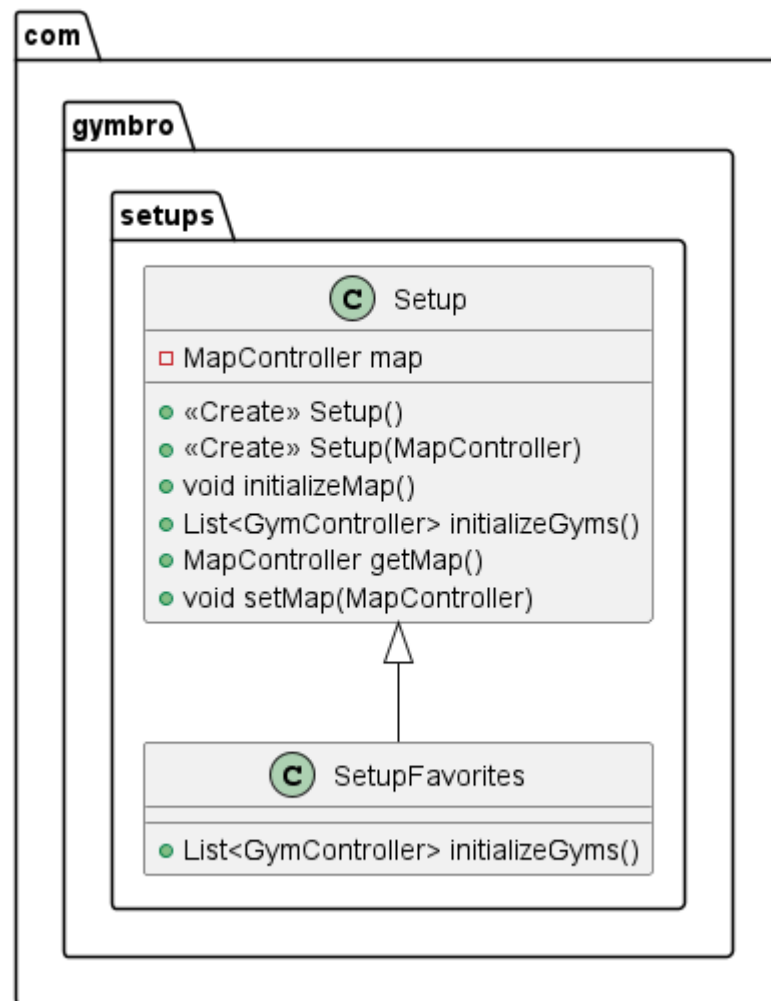 com
gymbro
setups
C Setup
MapController map
«Create» Setup()
«Create» Setup(MapController)
void initializeMap()
List<GymController> initializeGyms()
MapController getMap()
void setMap(MapController)
C SetupFavorites
List<GymController> initializeGyms()